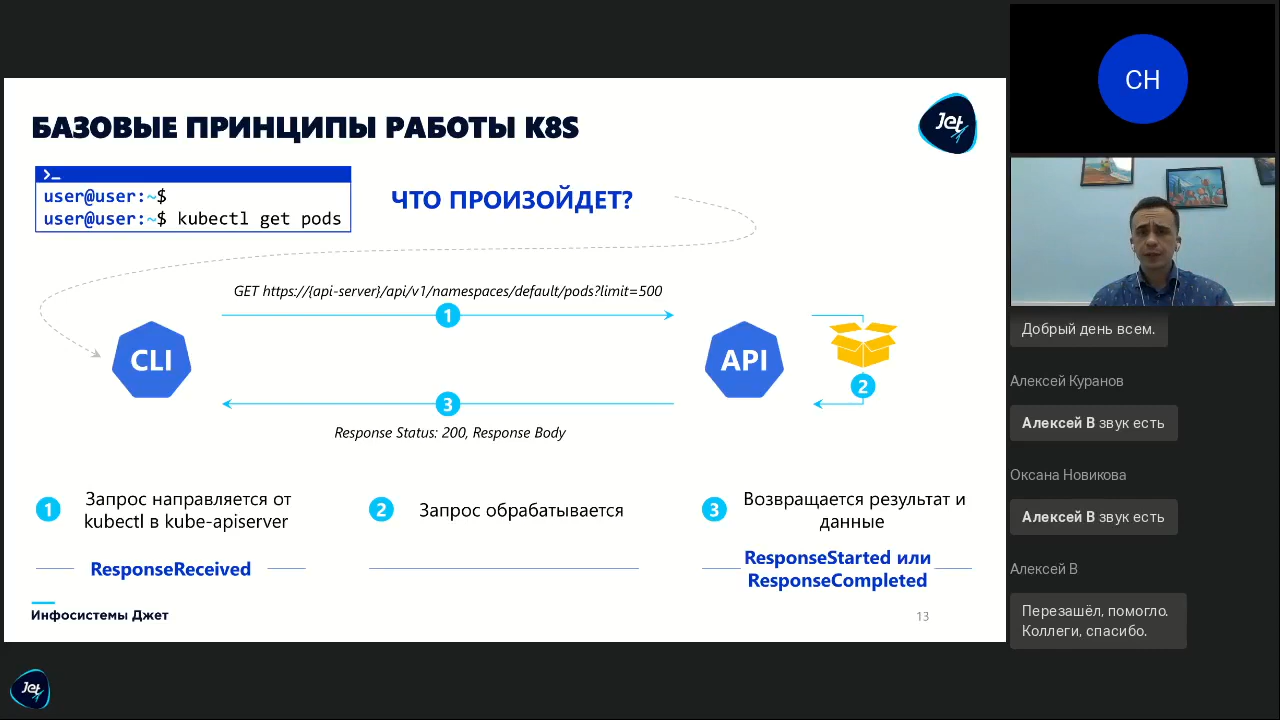 БАЗОВЫЕ ПРИНЦИПЫ РАБОТЫ K8S
Jet
>_
user@user:~$
user@user:~$ kubectl get pods
ЧТО ПРОИЗОЙДЕТ?
GET https://{api-server}/api/v1/namespaces/default/pods?limit=500
1
CLI
API
2
3
Response Status: 200, Response Body
1
Запрос направляется от
kubectl в kube-apiserver
ResponseReceived
2
Запрос обрабатывается
3
Возвращается результат и
данные
ResponseStarted или
ResponseCompleted
Инфосистемы Джет
13
Jet
СН
Добрый день всем.
Алексей Куранов
Алексей В звук есть
Оксана Новикова
Алексей В звук есть
Алексей В
Перезашёл, помогло.
Коллеги, спасибо.